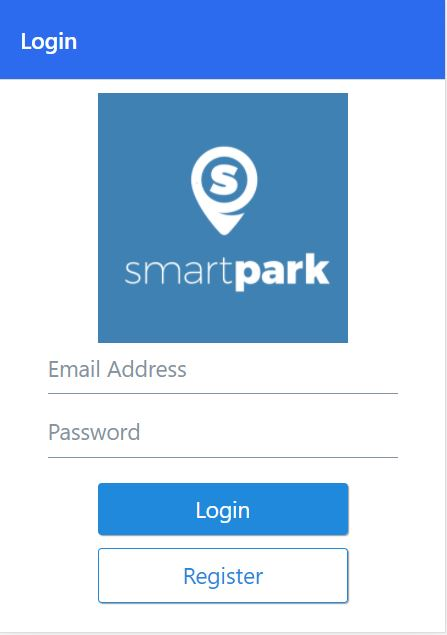 Login
S
smartpark
Email Address
Password
Login
Register